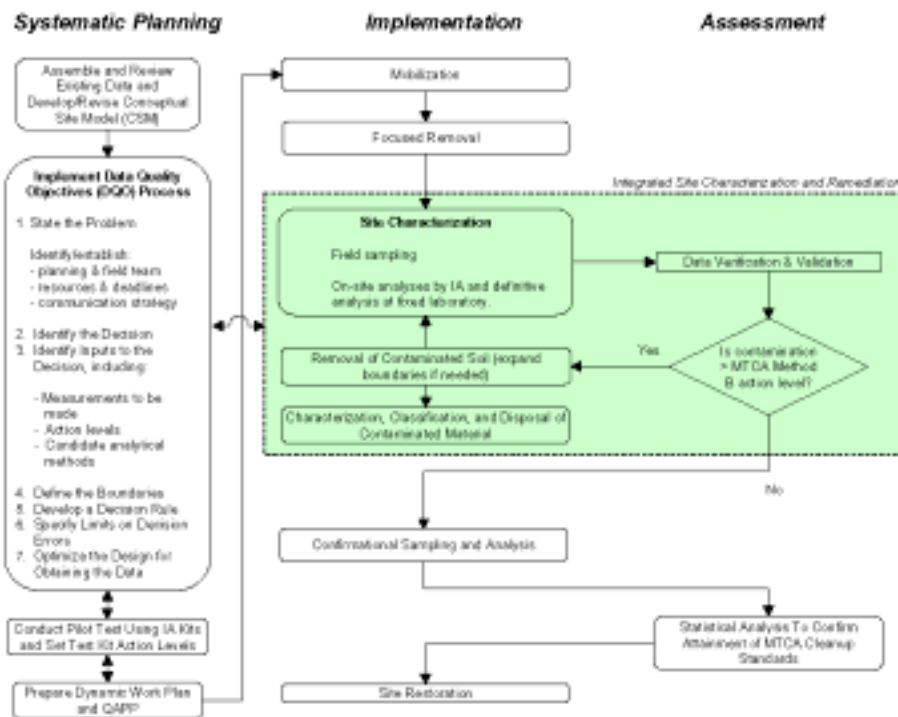 Systematic Planning
Implementation
Assessment
Assemble and Review
Existing Data and
Develop/Revise Conceptual
Site Model (CSM)
Implement Data Quality
Objectives (DQO) Process
1. State the Problem
Identify/establish:
- planning & field team
- resources & deadlines
- communication strategy
2. Identify the Decision
3. Identify Inputs to the
Decision, including:
- Measurements to be
made
- Action levels
- Candidate analytical
methods
4. Define the Boundaries
5. Develop a Decision Rule
6. Specify Limits on Decision
Errors
7. Optimize the Design for
Obtaining the Data
Conduct Pilot Test Using IA Kits
and Set Test Kit Action Levels
Prepare Dynamic Work Plan
and QAPP
Mobilization
Focused Removal
Integrated Site Characterization and Remediation
Site Characterization
Field sampling
On-site analyses by IA and definitive
analysis at fixed laboratory.
Data Verification & Validation
Is contamination
> MTCA Method
B action level?
Yes
Removal of Contaminated Soil (expand
boundaries if needed)
Characterization, Classification, and Disposal of
Contaminated Material
No
Confirmational Sampling and Analysis
Statistical Analysis To Confirm
Attainment of MTCA Cleanup
Standards
Site Restoration